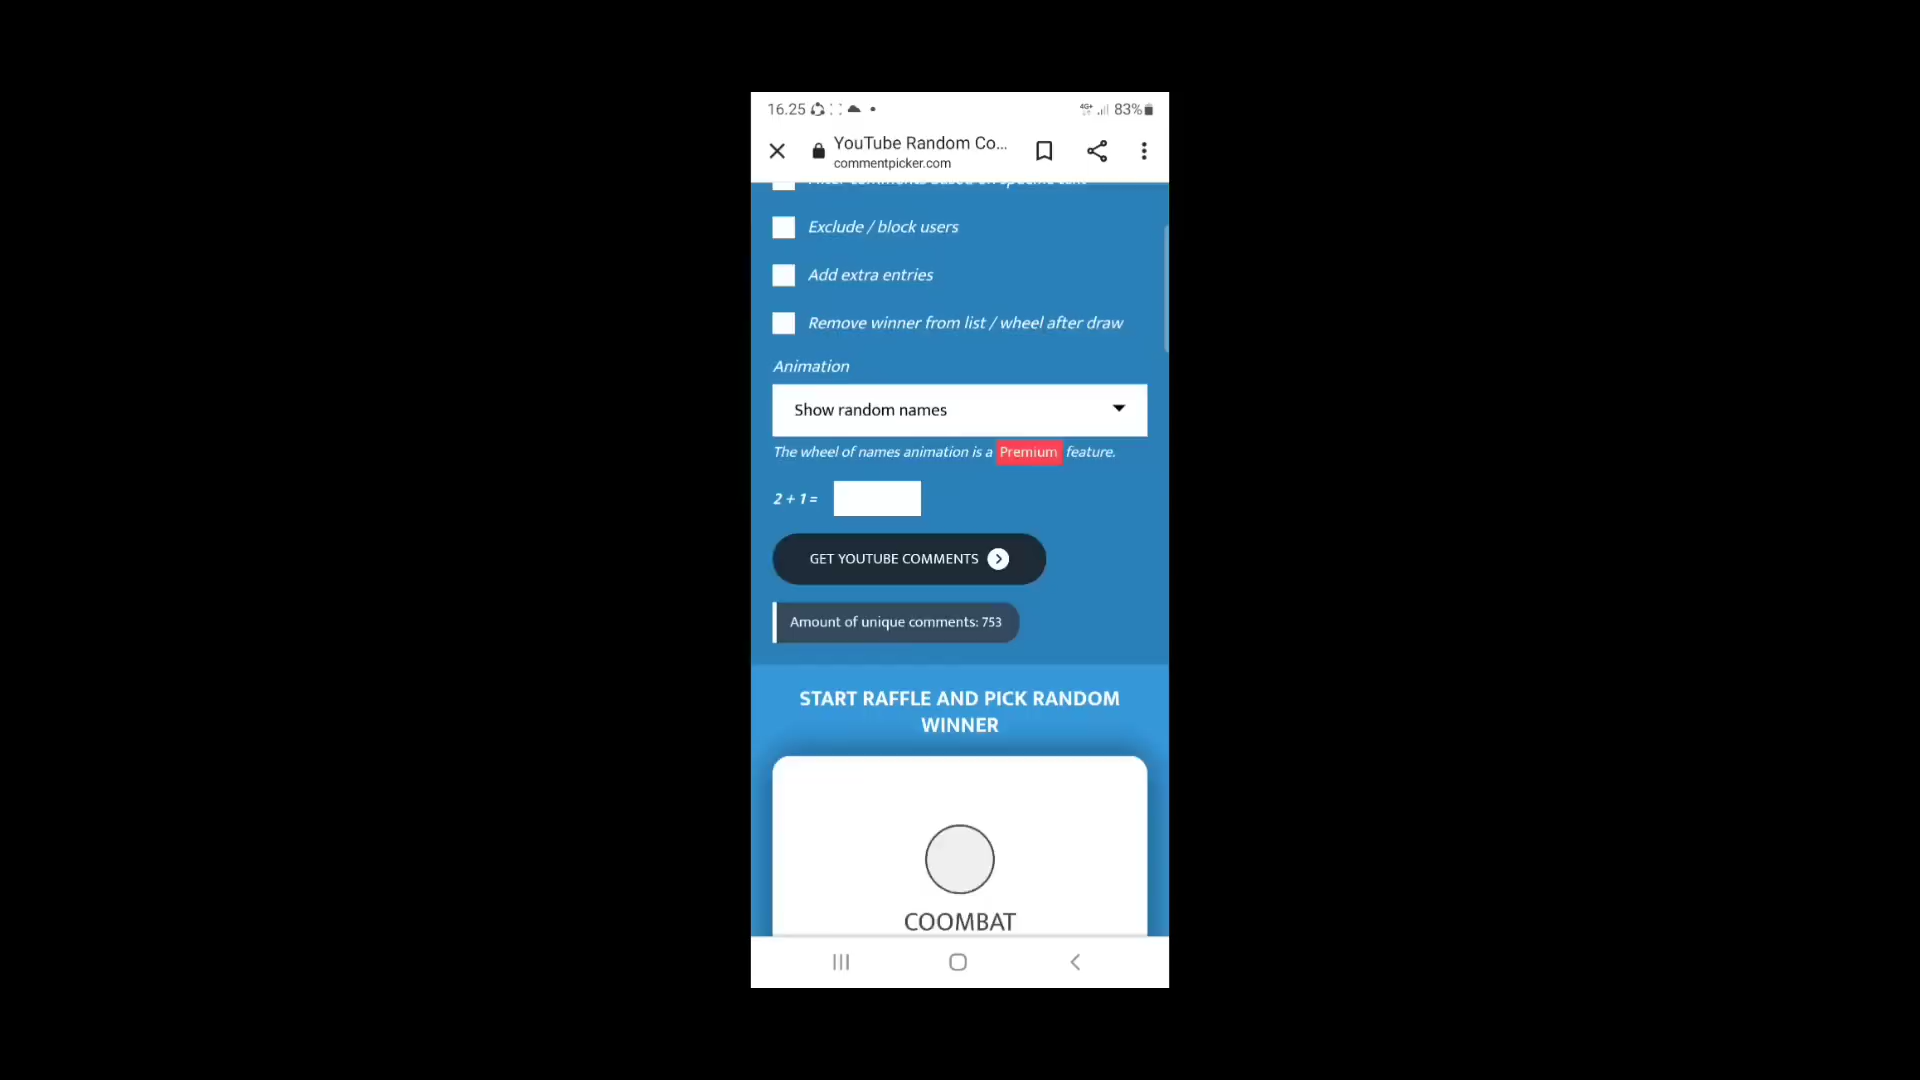 16.25
4G+ 83%
YouTube Random Co...
commentpicker.com
Exclude / block users
Add extra entries
Remove winner from list / wheel after draw
Animation
Show random names
The wheel of names animation is a Premium feature.
2 + 1 =
GET YOUTUBE COMMENTS
Amount of unique comments: 753
START RAFFLE AND PICK RANDOM
WINNER
COOMBAT